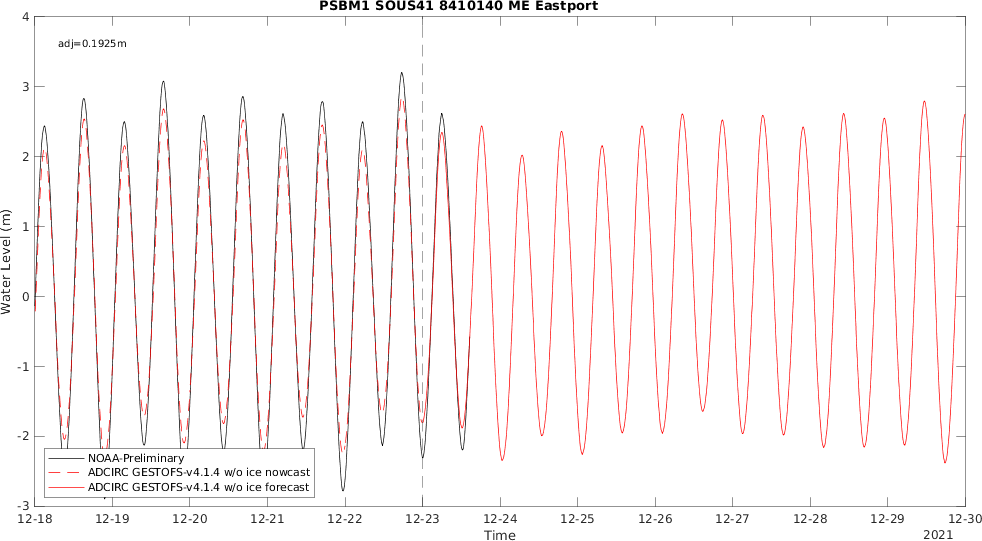 PSBM1 SOUS41 8410140 ME Eastport
adj=0.1925m
4
3
2
1
0
-1
-2
-3
Water Level (m)
NOAA-Preliminary
ADCIRC GESTOFS-v4.1.4 w/o ice nowcast
ADCIRC GESTOFS-v4.1.4 w/o ice forecast
12-18 12-19 12-20 12-21 12-22 12-23 12-24 12-25 12-26 12-27 12-28 12-29 12-30
Time
2021